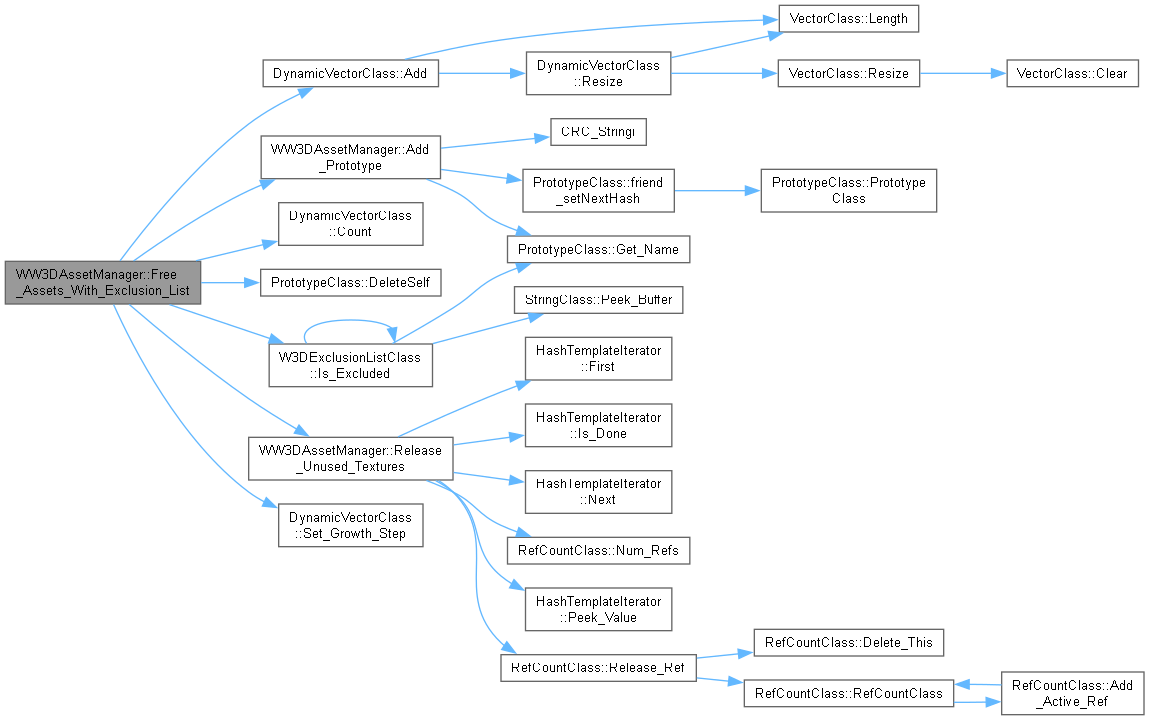 WW3DAssetManager::Free
_Assets_With_Exclusion_List
DynamicVectorClass::Add
WW3DAssetManager::Add
_Prototype
DynamicVectorClass
::Count
PrototypeClass::DeleteSelf
W3DExclusionListClass
::Is_Excluded
WW3DAssetManager::Release
_Unused_Textures
DynamicVectorClass
::Set_Growth_Step
DynamicVectorClass
::Resize
CRC_Stringi
PrototypeClass::friend
_setNextHash
PrototypeClass::Get_Name
StringClass::Peek_Buffer
HashTemplateIterator
::First
HashTemplateIterator
::Is_Done
HashTemplateIterator
::Next
RefCountClass::Num_Refs
HashTemplateIterator
::Peek_Value
RefCountClass::Release_Ref
VectorClass::Length
VectorClass::Resize
PrototypeClass::Prototype
Class
RefCountClass::Delete_This
RefCountClass::RefCountClass
VectorClass::Clear
RefCountClass::Add
_Active_Ref